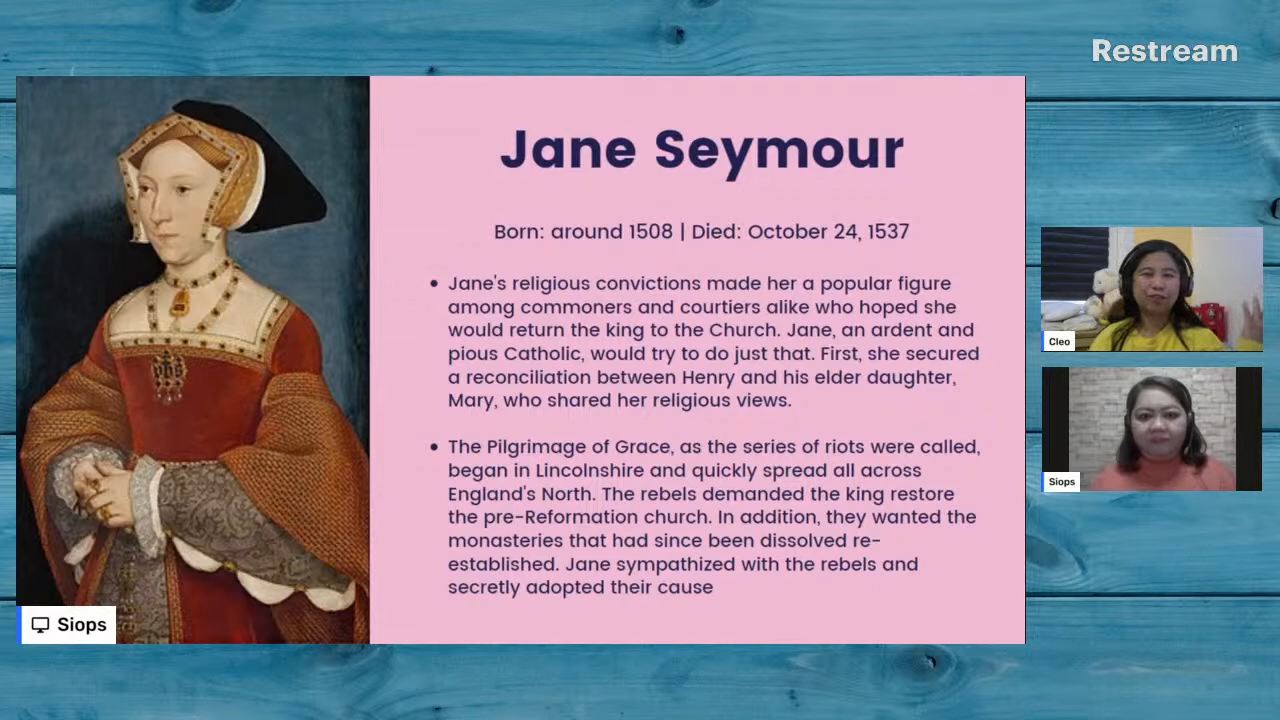 Restream
Jane Seymour
Born: around 1508 | Died: October 24, 1537
• Jane's religious convictions made her a popular figure
among commoners and courtiers alike who hoped she
would return the king to the Church. Jane, an ardent and
pious Catholic, would try to do just that. First, she secured
a reconciliation between Henry and his elder daughter,
Mary, who shared her religious views.
• The Pilgrimage of Grace, as the series of riots were called,
began in Lincolnshire and quickly spread all across
England's North. The rebels demanded the king restore
the pre-Reformation church. In addition, they wanted the
monasteries that had since been dissolved re-
established. Jane sympathized with the rebels and
secretly adopted their cause
Siops
Cleo
Siops